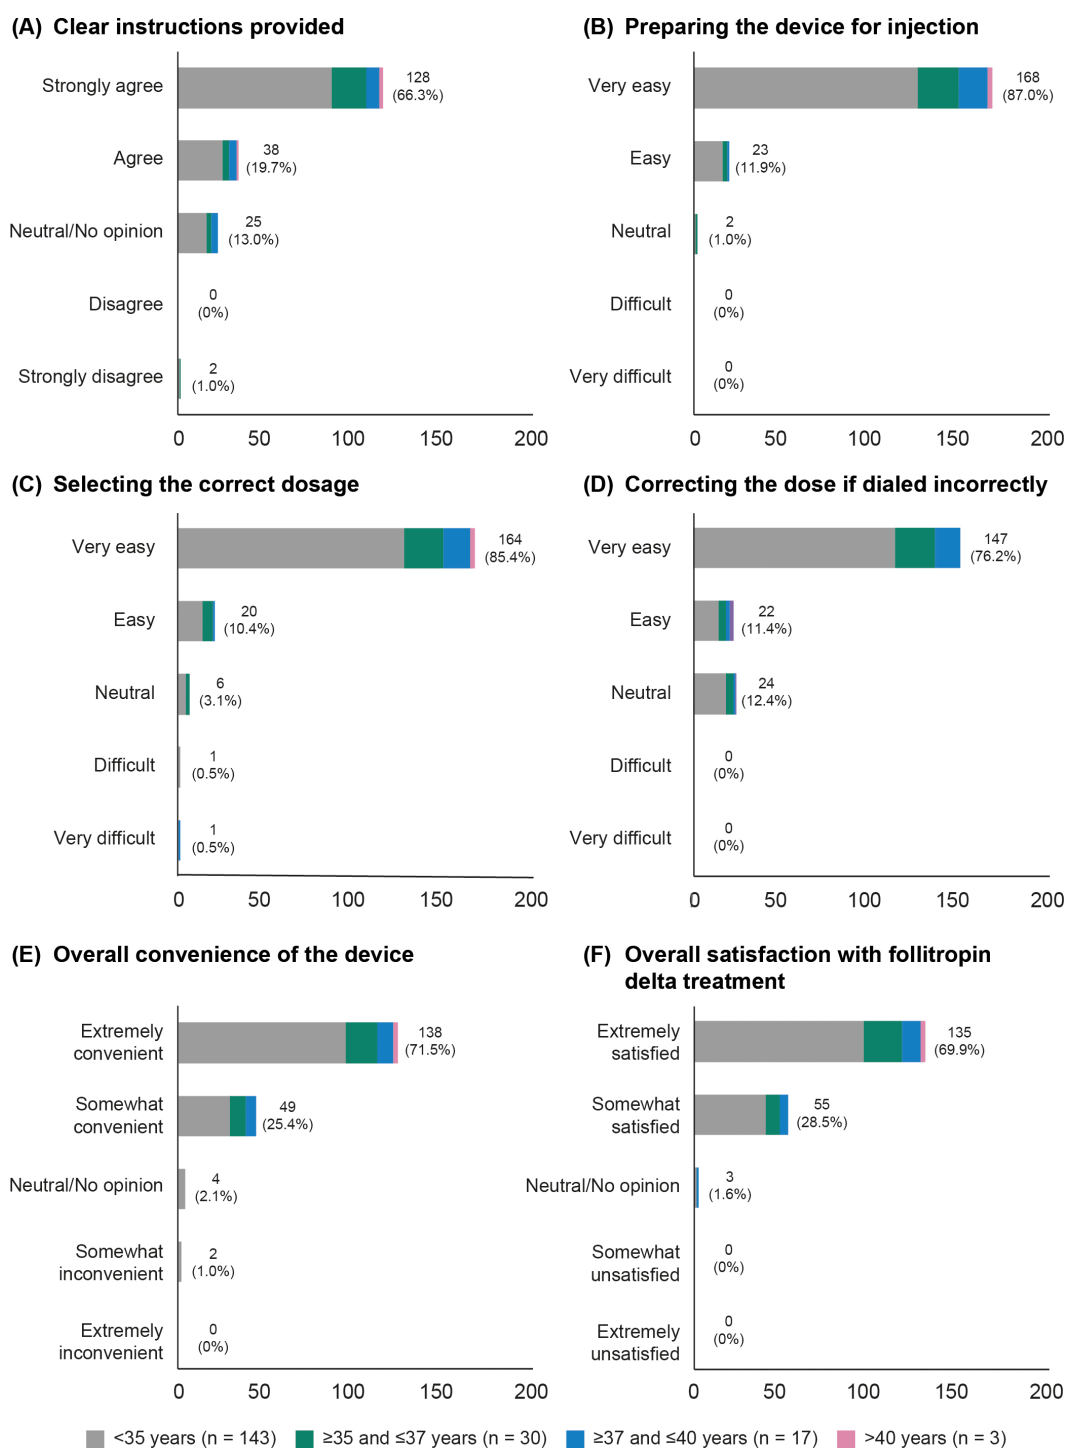 (A) Clear instructions provided
Strongly agree
128
(66.3%)
Agree
38
(19.7%)
Neutral/No opinion
25
(13.0%)
Disagree
0
(0%)
Strongly disagree
2
(1.0%)
0 50 100 150 200
(B) Preparing the device for injection
Very easy
168
(87.0%)
Easy
23
(11.9%)
Neutral
2
(1.0%)
Difficult
0
(0%)
Very difficult
0
(0%)
0 50 100 150 200
(C) Selecting the correct dosage
Very easy
164
(85.4%)
Easy
20
(10.4%)
Neutral
6
(3.1%)
Difficult
1
(0.5%)
Very difficult
1
(0.5%)
0 50 100 150 200
(D) Correcting the dose if dialed incorrectly
Very easy
147
(76.2%)
Easy
22
(11.4%)
Neutral
24
(12.4%)
Difficult
0
(0%)
Very difficult
0
(0%)
0 50 100 150 200
(E) Overall convenience of the device
Extremely
convenient
138
(71.5%)
Somewhat
convenient
49
(25.4%)
Neutral/No opinion
4
(2.1%)
Somewhat
inconvenient
2
(1.0%)
Extremely
inconvenient
0
(0%)
0 50 100 150 200
(F) Overall satisfaction with follitropin
delta treatment
Extremely
satisfied
135
(69.9%)
Somewhat
satisfied
55
(28.5%)
Neutral/No opinion
3
(1.6%)
Somewhat
unsatisfied
0
(0%)
Extremely
unsatisfied
0
(0%)
0 50 100 150 200
<35 years (n = 143) ≥35 and ≤37 years (n = 30) ≥37 and ≤40 years (n = 17) >40 years (n = 3)